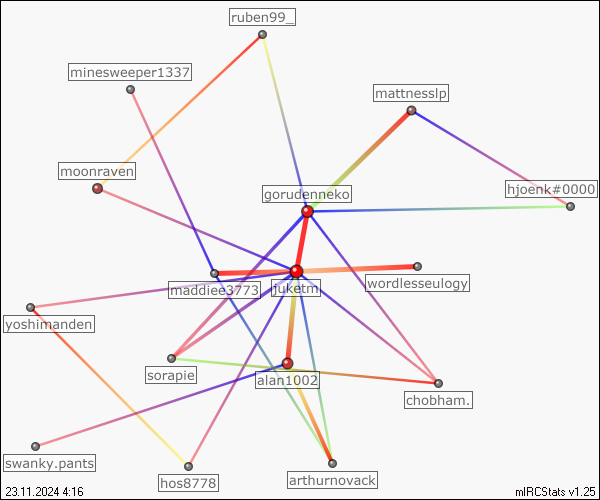 ruben99_
minesweeper1337
mattnesslp
moonraven
hjoenk#0000
gorudenneko
maddiee3773
juketm
wordlesseulogy
yoshimanden
sorapie
alan1002
chobham.
swanky.pants
hos8778
arthurnovack
23.11.2024 4:16
mIRCStats v1.25